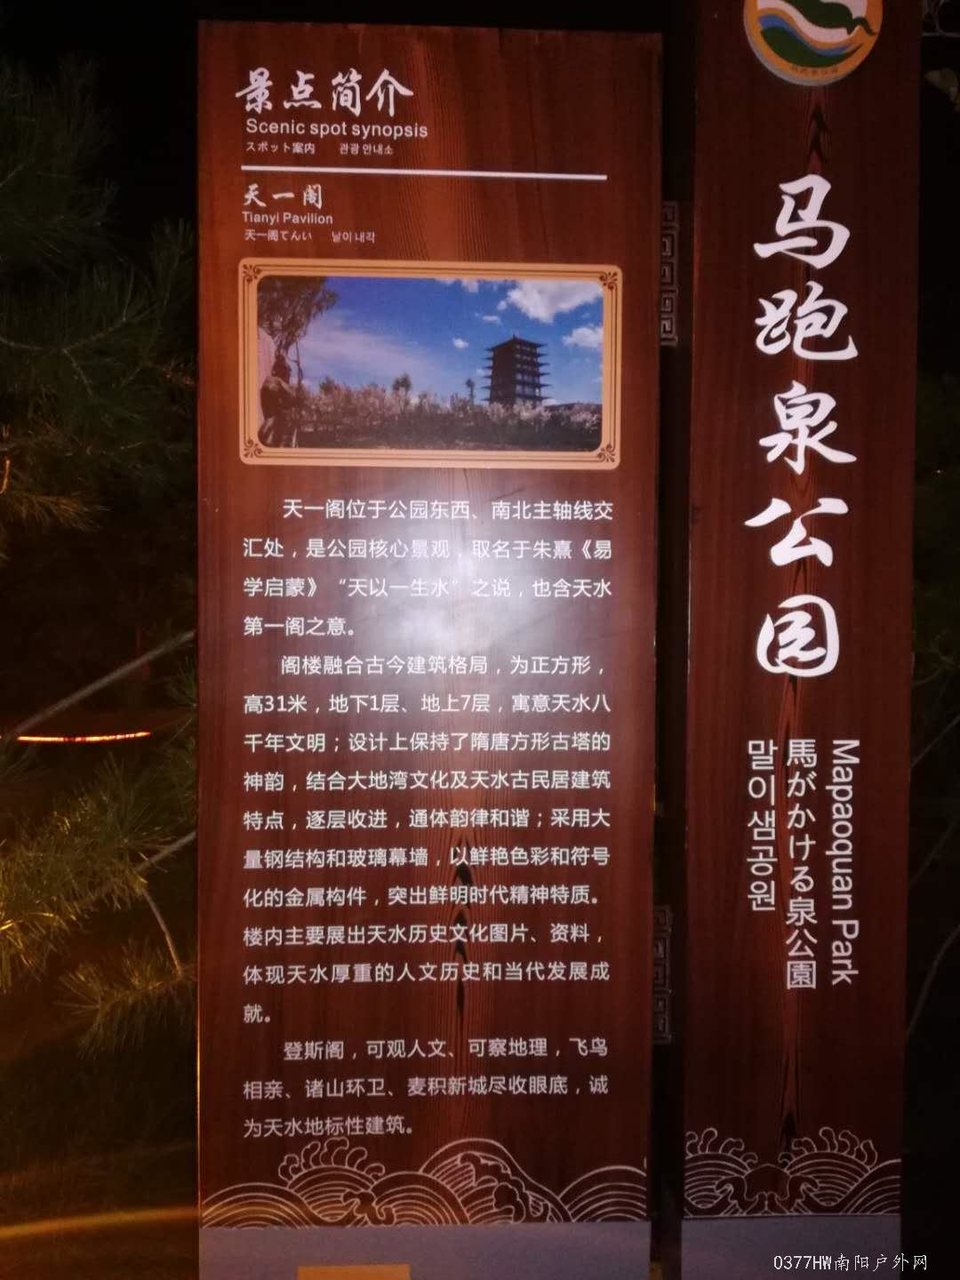 景点简介
Scenic spot synopsis
スポット案内 관광 안내소
天一阁
Tianyi Pavilion
天一阁てんい 날이 내각
天一阁位于公园东西、南北主轴线交
汇处，是公园核心景观，取名于朱熹《易
学启蒙》“天以一生水”之说，也含天水
第一阁之意。
阁楼融合古今建筑格局，为正方形，
高31米，地下1层、地上7层，寓意天水八
千年文明；设计上保持了隋唐方形古塔的
神韵，结合大地湾文化及天水古民居建筑
特点，逐层收进，通体韵律和谐；采用大
量钢结构和玻璃幕墙，以鲜艳色彩和符号
化的金属构件，突出鲜明时代精神特质。
楼内主要展出天水历史文化图片、资料，
体现天水厚重的人文历史和当代发展成
就。
登斯阁，可观人文、可察地理，飞鸟
相亲、诸山环卫、麦积新城尽收眼底，诚
为天水地标性建筑。
马跑泉公园
Mapaoquan Park
馬がかける泉公園
말이샘공원
0377HW南阳户外网